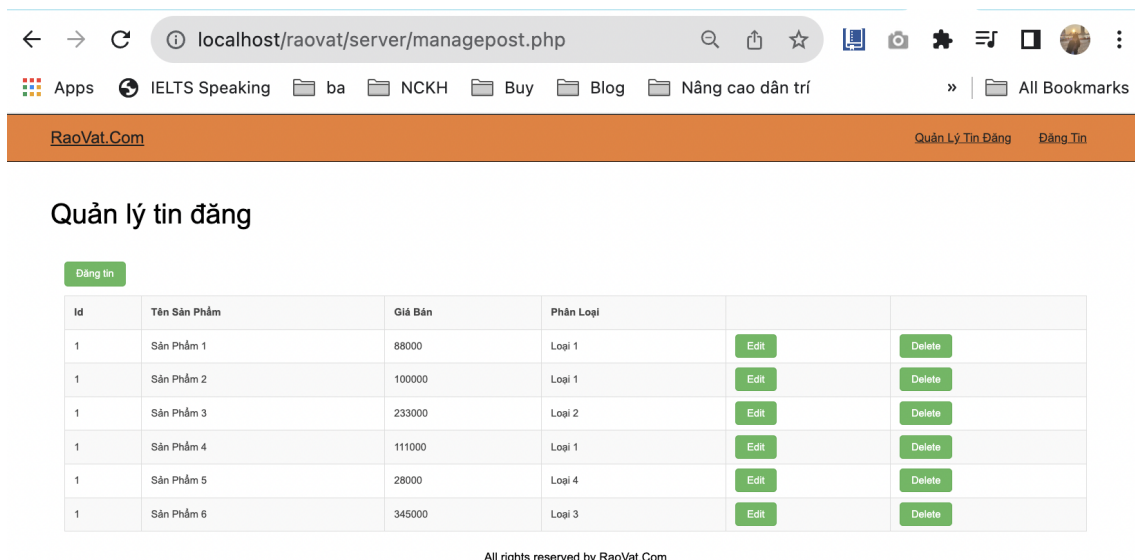 localhost/raovat/server/managepost.php
Apps IELTS Speaking ba NCKH Buy Blog Nâng cao dân trí » All Bookmarks
RaoVat.Com Quản Lý Tin Đăng Đăng Tin
Quản lý tin đăng
Đăng tin
Id Tên Sản Phẩm Giá Bán Phân Loại
1 Sản Phẩm 1 88000 Loại 1 Edit Delete
1 Sản Phẩm 2 100000 Loại 1 Edit Delete
1 Sản Phẩm 3 233000 Loại 2 Edit Delete
1 Sản Phẩm 4 111000 Loại 1 Edit Delete
1 Sản Phẩm 5 28000 Loại 4 Edit Delete
1 Sản Phẩm 6 345000 Loại 3 Edit Delete
All rights reserved by RaoVat.Com